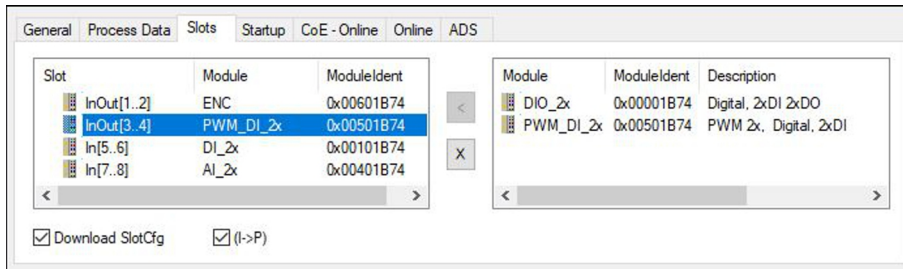 General Process Data Slots Startup CoE - Online Online ADS
Slot Module ModuleIdent
InOut[1..2] ENC 0x00601B74
InOut[3..4] PWM_DI_2x 0x00501B74
In[5..6] DI_2x 0x00101B74
In[7..8] AI_2x 0x00401B74
<
X
Module ModuleIdent Description
DIO_2x 0x00001B74 Digital, 2xDI 2xDO
PWM_DI_2x 0x00501B74 PWM 2x, Digital, 2xDI
Download SlotCfg (I->P)